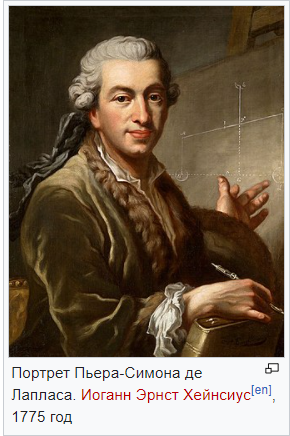 Портрет Пьера-Симона де
Лапласа. Иоганн Эрнст Хейнсиус[en],
1775 год